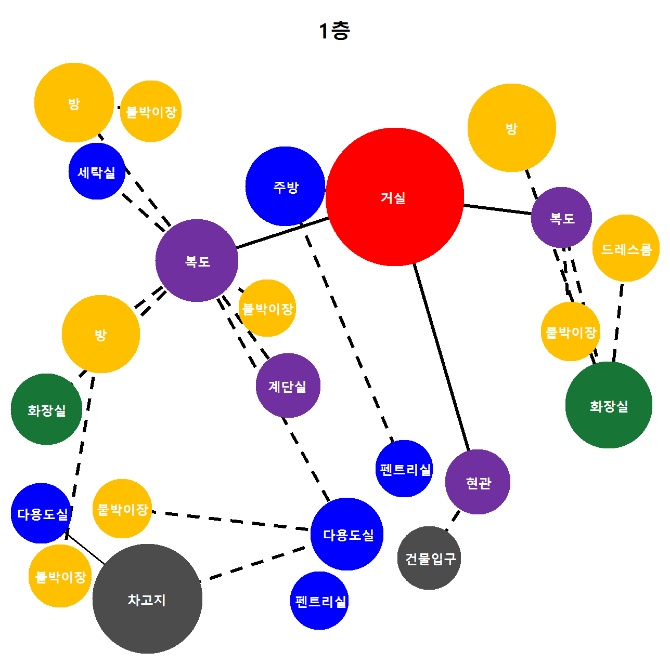 1층
방
붙박이장
방
세탁실
주방
거실
복도
드레스룸
복도
붙박이장
방
붙박이장
계단실
화장실
화장실
펜트리실
현관
다용도실
붙박이장
다용도실
건물입구
붙박이장
차고지
펜트리실